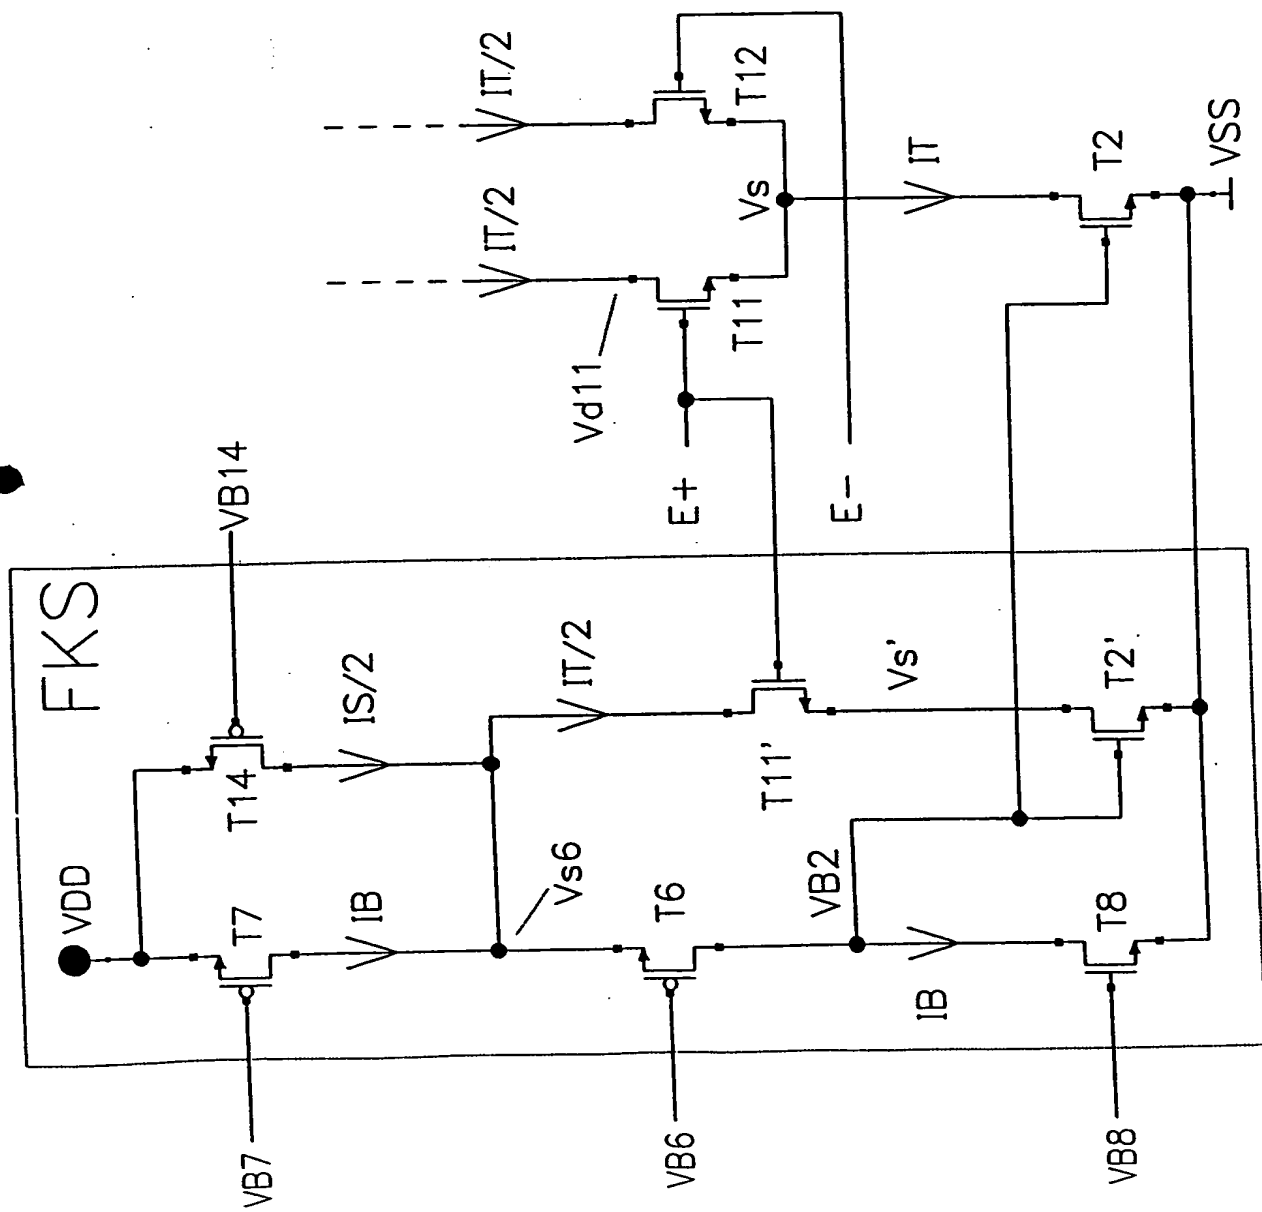 FKS
VDD
VB14
T7
T14
VB7
IB
IS/2
Vs6
IT/2
T6
VB6
T11'
VB2
Vs'
IB
T8
T2'
VB8
IT/2
IT/2
Vd11
E+
T11
T12
Vs
E-
IT
T2
VSS